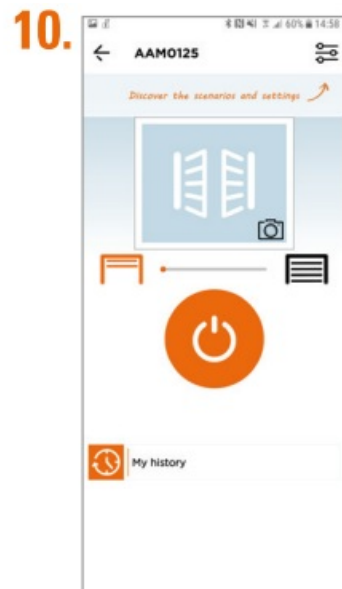 10.
60% 14:58
AAM0125
Discover the scenarios and settings
My history